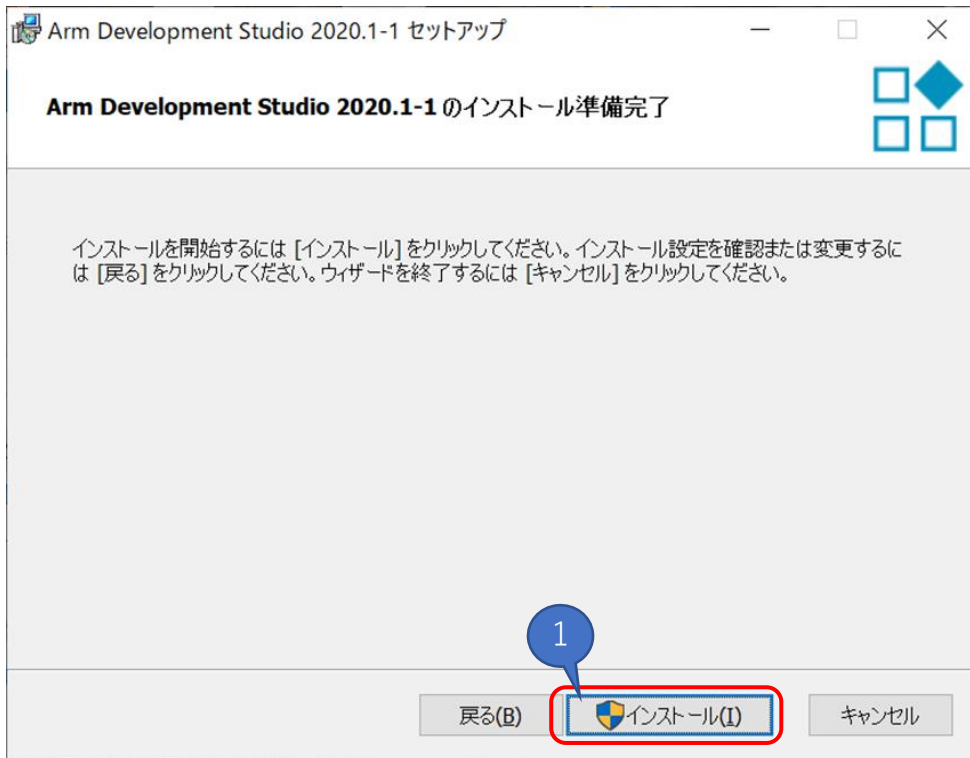 Arm Development Studio 2020.1-1 セットアップ
Arm Development Studio 2020.1-1 のインストール準備完了
インストールを開始するには [インストール] をクリックしてください。インストール設定を確認または変更するに
は [戻る] をクリックしてください。ウィザードを終了するには [キャンセル] をクリックしてください。
1
戻る(B) インストール(I) キャンセル